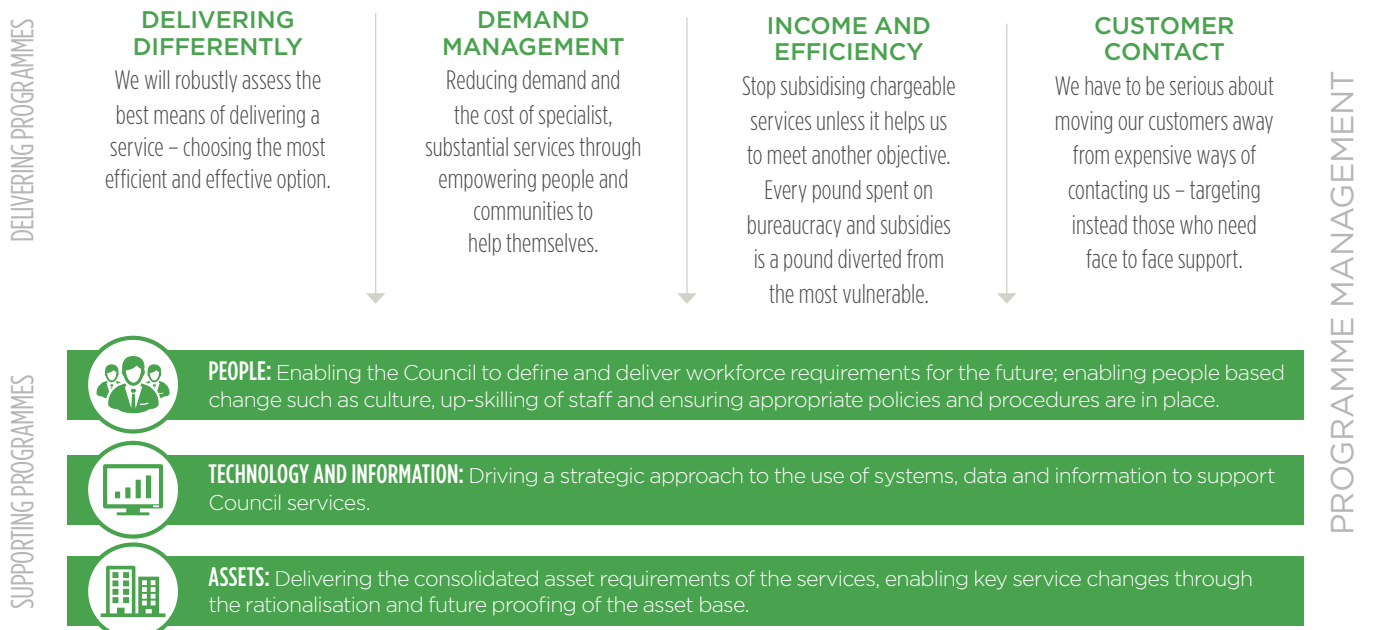 DELIVERING PROGRAMMES
DELIVERING
DIFFERENTLY
We will robustly assess the
best means of delivering a
service – choosing the most
efficient and effective option.
DEMAND
MANAGEMENT
Reducing demand and
the cost of specialist,
substantial services through
empowering people and
communities to
help themselves.
INCOME AND
EFFICIENCY
Stop subsidising chargeable
services unless it helps us
to meet another objective.
Every pound spent on
bureaucracy and subsidies
is a pound diverted from
the most vulnerable.
CUSTOMER
CONTACT
We have to be serious about
moving our customers away
from expensive ways of
contacting us – targeting
instead those who need
face to face support.
SUPPORTING PROGRAMMES
PEOPLE: Enabling the Council to define and deliver workforce requirements for the future; enabling people based
change such as culture, up-skilling of staff and ensuring appropriate policies and procedures are in place.
TECHNOLOGY AND INFORMATION: Driving a strategic approach to the use of systems, data and information to support
Council services.
ASSETS: Delivering the consolidated asset requirements of the services, enabling key service changes through
the rationalisation and future proofing of the asset base.
PROGRAMME MANAGEMENT